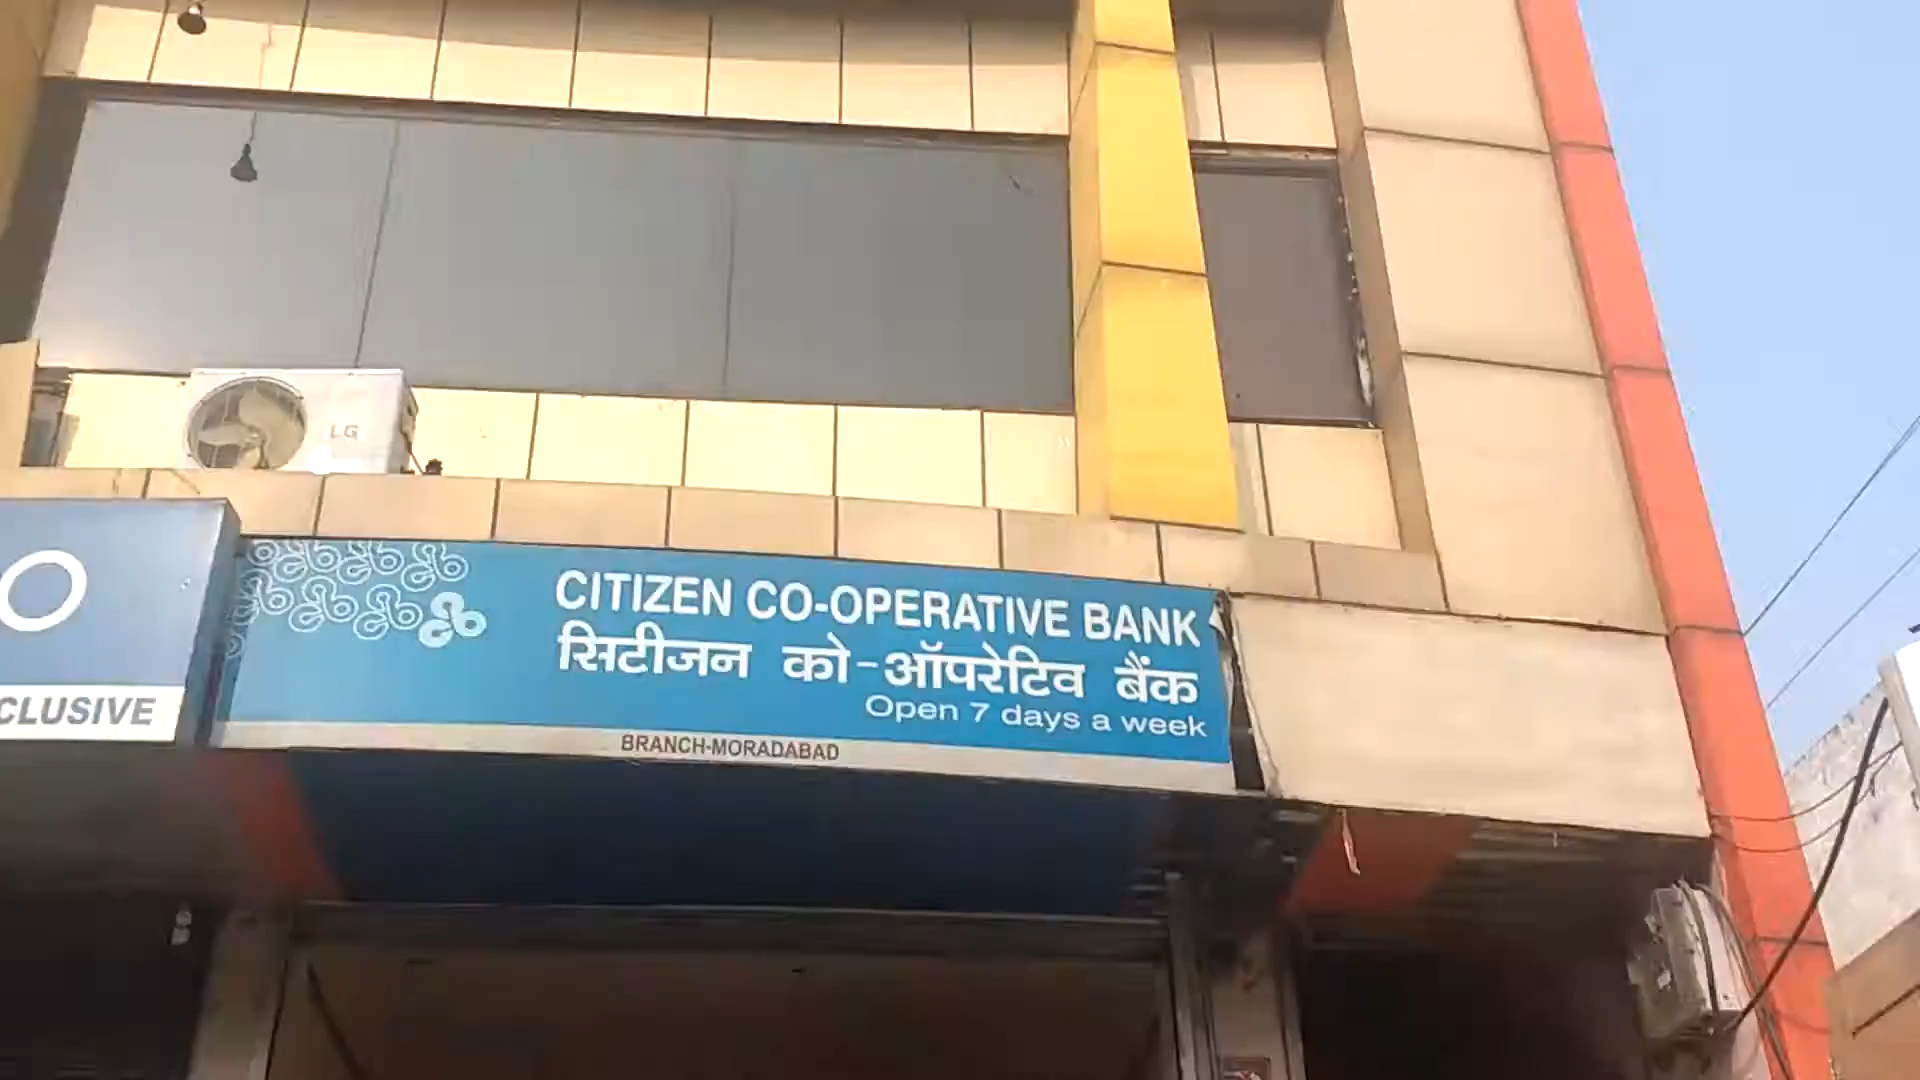 LG
O
CLUSIVE
CITIZEN CO-OPERATIVE BANK
सिटीजन को-ऑपरेटिव बैंक
Open 7 days a week
BRANCH-MORADABAD